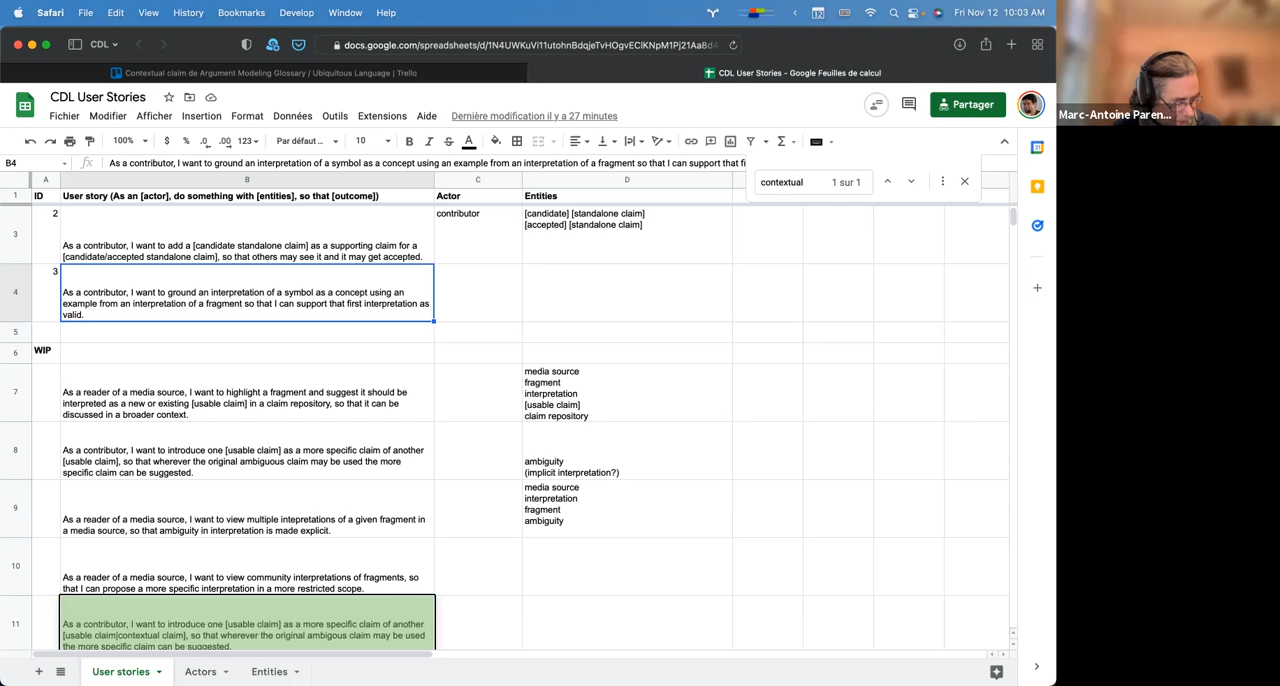 Safari File Edit View History Bookmarks Develop Window Help
12
Fri Nov 12 10:03 AM
CDL
docs.google.com/spreadsheets/d/1N4UWKuVi11utohnBdqjeTvHOgvECIKNpM1Pj21Aa8d4
Contextual claim de Argument Modeling Glossary / Ubiquitous Language | Trello
CDL User Stories - Google Feuilles de calcul
CDL User Stories
Fichier Modifier Afficher Insertion Format Données Outils Extensions Aide Dernière modification il y a 27 minutes
Partager
Marc-Antoine Paren...
100% $ % .0 .00 123 Par défaut ... 10 B I S A
B4 fx As a contributor, I want to ground an interpretation of a symbol as a concept using an example from an interpretation of a fragment so that I can support that fi
contextual 1 sur 1
A B C D
1 ID User story (As an [actor], do something with [entities], so that [outcome]) Actor Entities
3 2
As a contributor, I want to add a [candidate standalone claim] as a supporting claim for a
[candidate/accepted standalone claim], so that others may see it and it may get accepted.
contributor
[candidate] [standalone claim]
[accepted] [standalone claim]
4 3
As a contributor, I want to ground an interpretation of a symbol as a concept using an
example from an interpretation of a fragment so that I can support that first interpretation as
valid.
5
6 WIP
7
As a reader of a media source, I want to highlight a fragment and suggest it should be
interpreted as a new or existing [usable claim] in a claim repository, so that it can be
discussed in a broader context.
media source
fragment
interpretation
[usable claim]
claim repository
8
As a contributor, I want to introduce one [usable claim] as a more specific claim of another
[usable claim], so that wherever the original ambiguous claim may be used the more
specific claim can be suggested.
ambiguity
(implicit interpretation?)
9
As a reader of a media source, I want to view multiple intepretations of a given fragment in
a media source, so that ambiguity in interpretation is made explicit.
media source
interpretation
fragment
ambiguity
10
As a reader of a media source, I want to view community interpretations of fragments, so
that I can propose a more specific interpretation in a more restricted scope.
11
As a contributor, I want to introduce one [usable claim] as a more specific claim of another
[usable claim|contextual claim], so that wherever the original ambigous claim may be used
the more specific claim can be suggested.
User stories Actors Entities